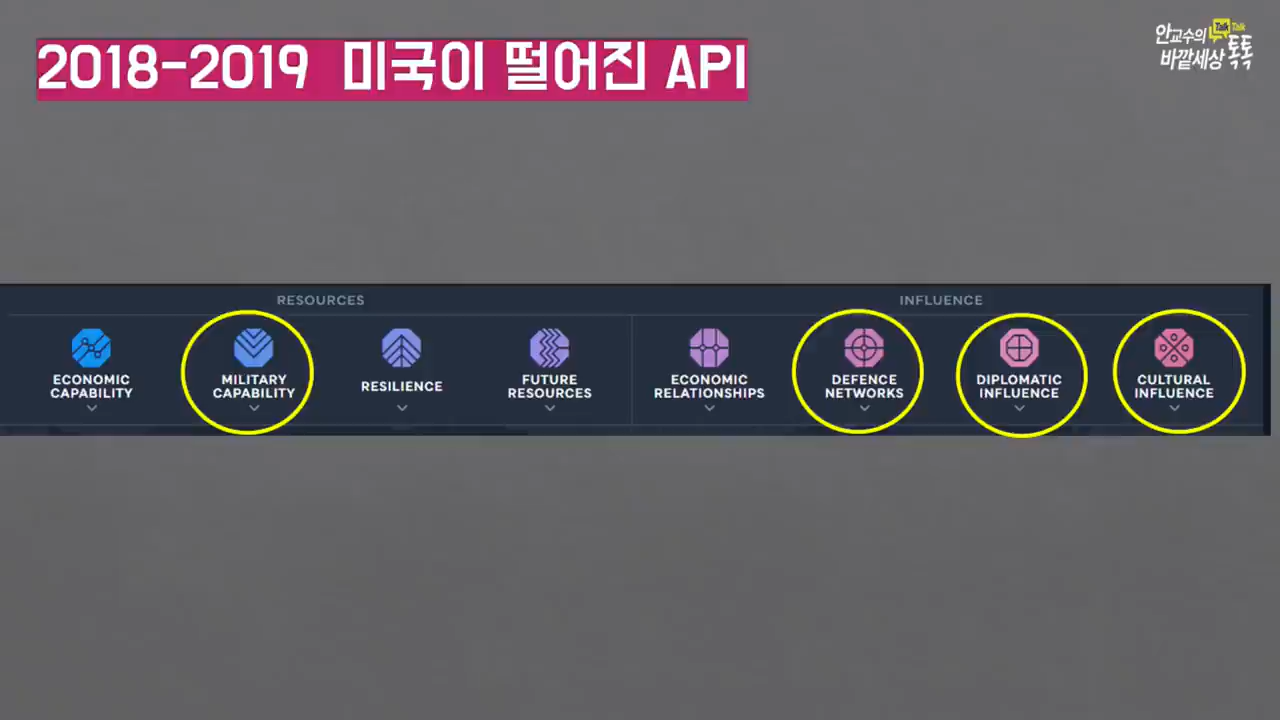 2018-2019 미국이 떨어진 API
안교수의 Talk Talk
바깥세상 톡톡
RESOURCES
INFLUENCE
ECONOMIC CAPABILITY
MILITARY CAPABILITY
RESILIENCE
FUTURE RESOURCES
ECONOMIC RELATIONSHIPS
DEFENCE NETWORKS
DIPLOMATIC INFLUENCE
CULTURAL INFLUENCE